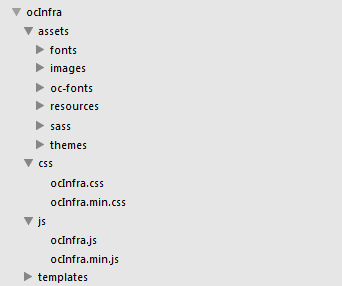 ocInfra
assets
fonts
images
oc-fonts
resources
sass
themes
css
ocInfra.css
ocInfra.min.css
js
ocInfra.js
ocInfra.min.js
templates